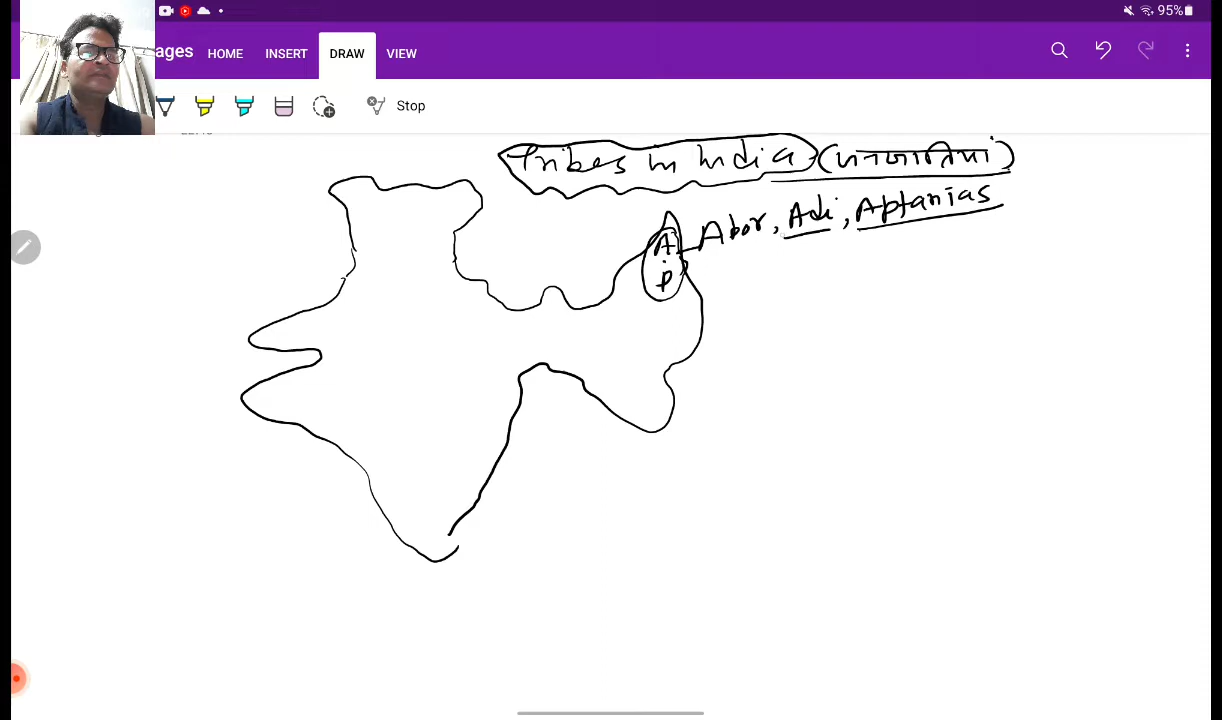 95%
ages HOME INSERT DRAW VIEW
Stop
Tribes in India (जनजातियां)
A.P
Abor, Adi, Aptanias